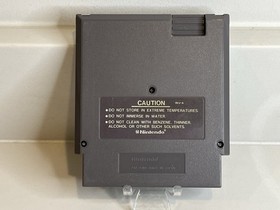 CAUTION
●DO NOT STORE IN EXTREME TEMPERATURES
●DO NOT IMMERSE IN WATER
●DO NOT CLEAN WITH BENZENE, THINNER,
ALCOHOL OR OTHER SUCH SOLVENTS.
Nintendo